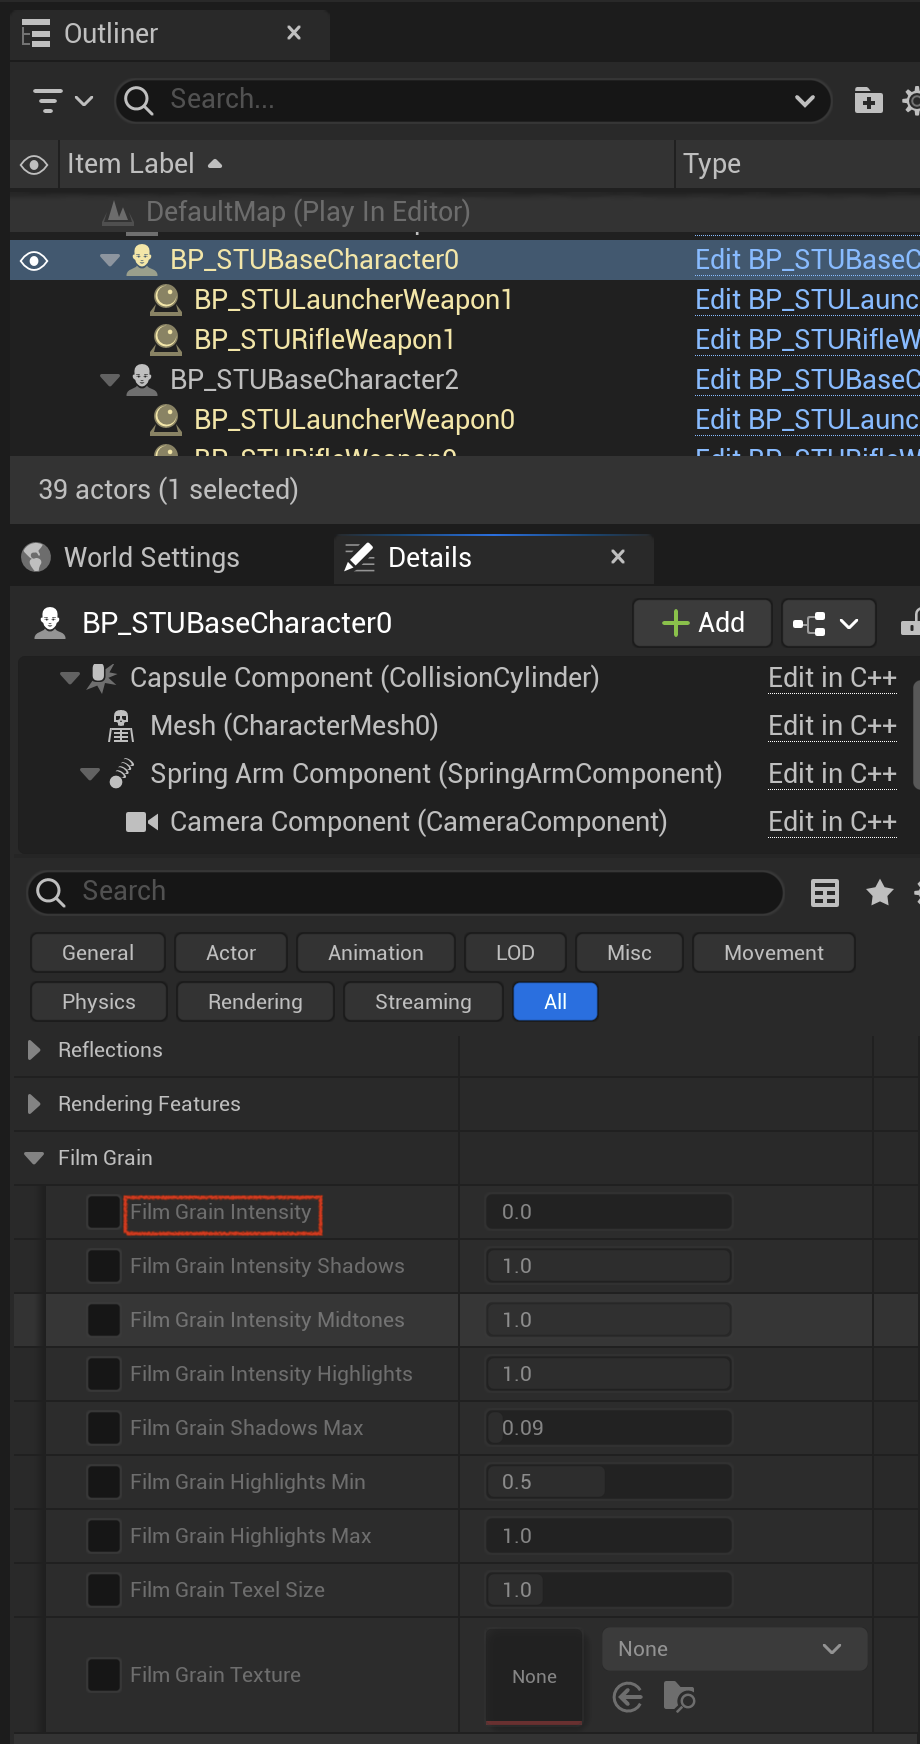 Outliner
Search...
Item Label Type
DefaultMap (Play In Editor)
BP_STUBaseCharacter0 Edit BP_STUBaseC
BP_STULauncherWeapon1 Edit BP_STULaunc
BP_STURifleWeapon1 Edit BP_STURifleW
BP_STUBaseCharacter2 Edit BP_STUBaseC
BP_STULauncherWeapon0 Edit BP_STULaunc
BP_STURifleWeapon0 Edit BP_STURifleW
39 actors (1 selected)
World Settings Details
BP_STUBaseCharacter0 Add
Capsule Component (CollisionCylinder) Edit in C++
Mesh (CharacterMesh0) Edit in C++
Spring Arm Component (SpringArmComponent) Edit in C++
Camera Component (CameraComponent) Edit in C++
Search
General Actor Animation LOD Misc Movement
Physics Rendering Streaming All
Reflections
Rendering Features
Film Grain
Film Grain Intensity 0.0
Film Grain Intensity Shadows 1.0
Film Grain Intensity Midtones 1.0
Film Grain Intensity Highlights 1.0
Film Grain Shadows Max 0.09
Film Grain Highlights Min 0.5
Film Grain Highlights Max 1.0
Film Grain Texel Size 1.0
None
Film Grain Texture None